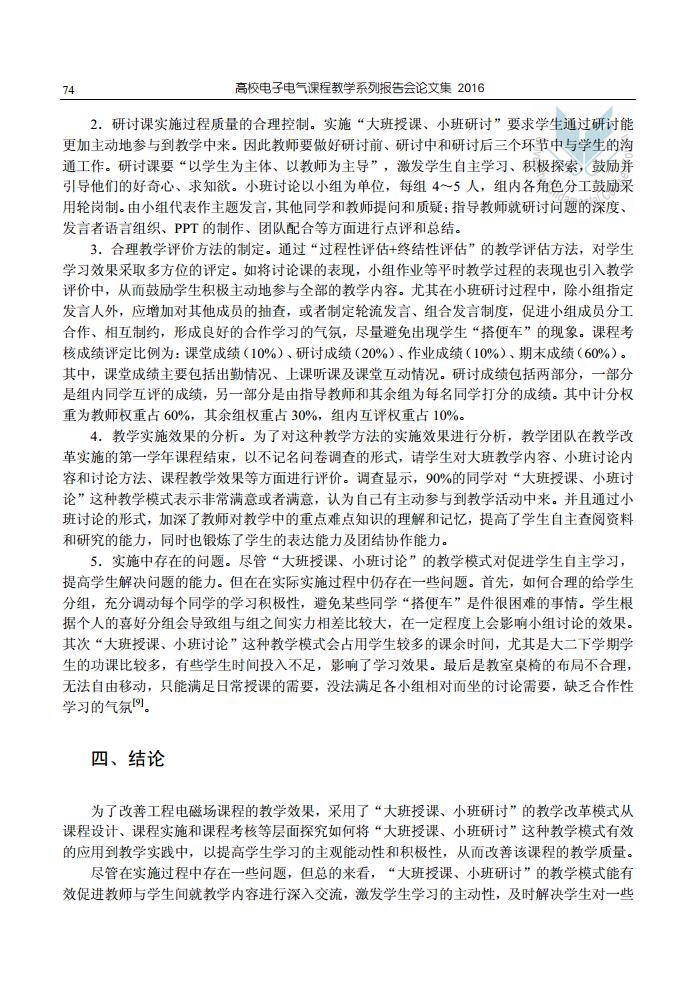 74
高校电子电气课程教学系列报告会论文集 2016
2．研讨课实施过程质量的合理控制。实施“大班授课、小班研讨”要求学生通过研讨能
更加主动地参与到教学中来。因此教师要做好研讨前、研讨中和研讨后三个环节中与学生的沟
通工作。研讨课要“以学生为主体、以教师为主导”，激发学生自主学习、积极探索，鼓励并
引导他们的好奇心、求知欲。小班讨论以小组为单位，每组 4～5 人，组内各角色分工鼓励采
用轮岗制。由小组代表作主题发言，其他同学和教师提问和质疑；指导教师就研讨问题的深度、
发言者语言组织、PPT 的制作、团队配合等方面进行点评和总结。
3．合理教学评价方法的制定。通过“过程性评估+终结性评估”的教学评估方法，对学生
学习效果采取多方位的评定。如将讨论课的表现，小组作业等平时教学过程的表现也引入教学
评价中，从而鼓励学生积极主动地参与全部的教学内容。尤其在小班研讨过程中，除小组指定
发言人外，应增加对其他成员的抽查，或者制定轮流发言、组合发言制度，促进小组成员分工
合作、相互制约，形成良好的合作学习的气氛，尽量避免出现学生“搭便车”的现象。课程考
核成绩评定比例为：课堂成绩（10%）、研讨成绩（20%）、作业成绩（10%）、期末成绩（60%）。
其中，课堂成绩主要包括出勤情况、上课听课及课堂互动情况。研讨成绩包括两部分，一部分
是组内同学互评的成绩，另一部分是由指导教师和其余组为每名同学打分的成绩。其中计分权
重为教师权重占 60%，其余组权重占 30%，组内互评权重占 10%。
4．教学实施效果的分析。为了对这种教学方法的实施效果进行分析，教学团队在教学改
革实施的第一学年课程结束，以不记名问卷调查的形式，请学生对大班教学内容、小班讨论内
容和讨论方法、课程教学效果等方面进行评价。调查显示，90%的同学对“大班授课、小班讨
论”这种教学模式表示非常满意或者满意，认为自己有主动参与到教学活动中来。并且通过小
班讨论的形式，加深了教师对教学中的重点难点知识的理解和记忆，提高了学生自主查阅资料
和研究的能力，同时也锻炼了学生的表达能力及团结协作能力。
5．实施中存在的问题。尽管“大班授课、小班讨论”的教学模式对促进学生自主学习，
提高学生解决问题的能力。但在在实际实施过程中仍存在一些问题。首先，如何合理的给学生
分组，充分调动每个同学的学习积极性，避免某些同学“搭便车”是件很困难的事情。学生根
据个人的喜好分组会导致组与组之间实力相差比较大，在一定程度上会影响小组讨论的效果。
其次“大班授课、小班讨论”这种教学模式会占用学生较多的课余时间，尤其是大二下学期学
生的功课比较多，有些学生时间投入不足，影响了学习效果。最后是教室桌椅的布局不合理，
无法自由移动，只能满足日常授课的需要，没法满足各小组相对而坐的讨论需要，缺乏合作性
学习的气氛[9]。
四、结论
为了改善工程电磁场课程的教学效果，采用了“大班授课、小班研讨”的教学改革模式从
课程设计、课程实施和课程考核等层面探究如何将“大班授课、小班研讨”这种教学模式有效
的应用到教学实践中，以提高学生学习的主观能动性和积极性，从而改善该课程的教学质量。
尽管在实施过程中存在一些问题，但总的来看，“大班授课、小班研讨”的教学模式能有
效促进教师与学生间就教学内容进行深入交流，激发学生学习的主动性，及时解决学生对一些